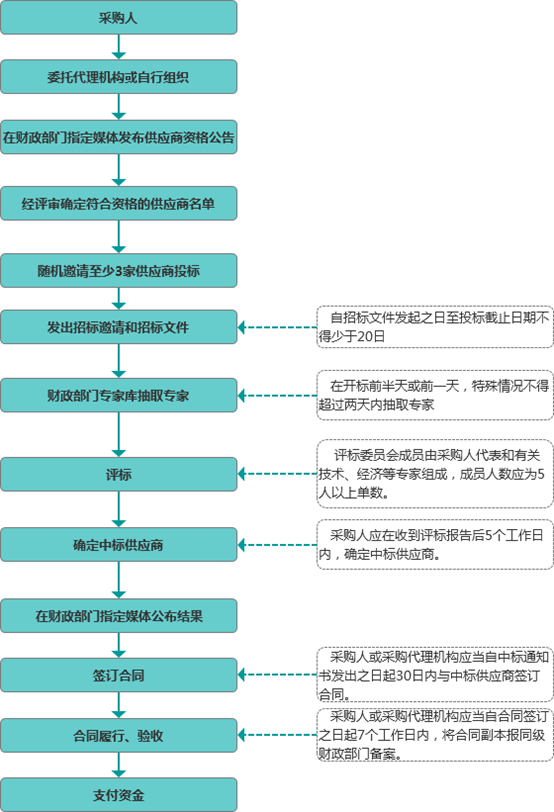 采购人
委托代理机构或自行组织
在财政部门指定媒体发布供应商资格公告
经评审确定符合资格的供应商名单
随机邀请至少3家供应商投标
发出招标邀请和招标文件
自招标文件发起之日至投标截止日期不
得少于20日
财政部门专家库抽取专家
在开标前半天或前一天，特殊情况不得
超过两天内抽取专家
评标
评标委员会成员由采购人代表和有关
技术、经济等专家组成，成员人数应为5
人以上单数。
确定中标供应商
采购人应在收到评标报告后5个工作日
内，确定中标供应商。
在财政部门指定媒体公布结果
签订合同
采购人或采购代理机构应当自中标通知
书发出之日起30日内与中标供应商签订
合同。
合同履行、验收
采购人或采购代理机构应当自合同签订
之日起7个工作日内，将合同副本报同级
财政部门备案。
支付资金